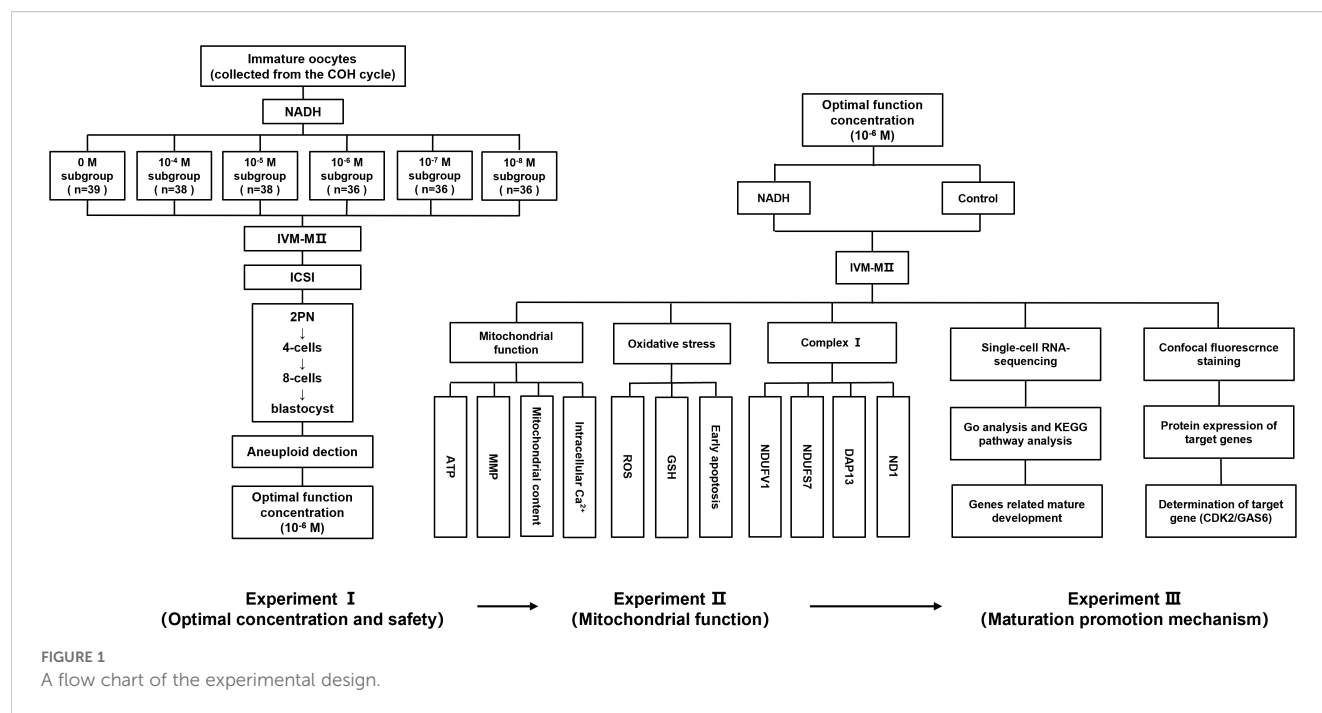 Immature oocytes
(collected from the COH cycle)
NADH
0 M
subgroup
( n=39 )
10-4 M
subgroup
( n=38 )
10-5 M
subgroup
( n=38 )
10-6 M
subgroup
( n=36 )
10-7 M
subgroup
( n=36 )
10-8 M
subgroup
( n=36 )
IVM-MⅡ
ICSI
2PN
↓
4-cells
↓
8-cells
↓
blastocyst
Aneuploid dection
Optimal function
concentration
(10-6 M)
Optimal function
concentration
(10-6 M)
NADH
Control
IVM-MⅡ
Mitochondrial
function
Oxidative stress
Complex Ⅰ
Single-cell RNA-
sequencing
Confocal fluorescrnce
staining
ATP
MMP
Mitochondrial content
Intracellular Ca2+
ROS
GSH
Early apoptosis
NDUFV1
NDUFS7
DAP13
ND1
Go analysis and KEGG
pathway analysis
Protein expression of
target genes
Genes related mature
development
Determination of target
gene (CDK2/GAS6)
Experiment Ⅰ
(Optimal concentration and safety)
Experiment Ⅱ
(Mitochondrial function)
Experiment Ⅲ
(Maturation promotion mechanism)
FIGURE 1
A flow chart of the experimental design.